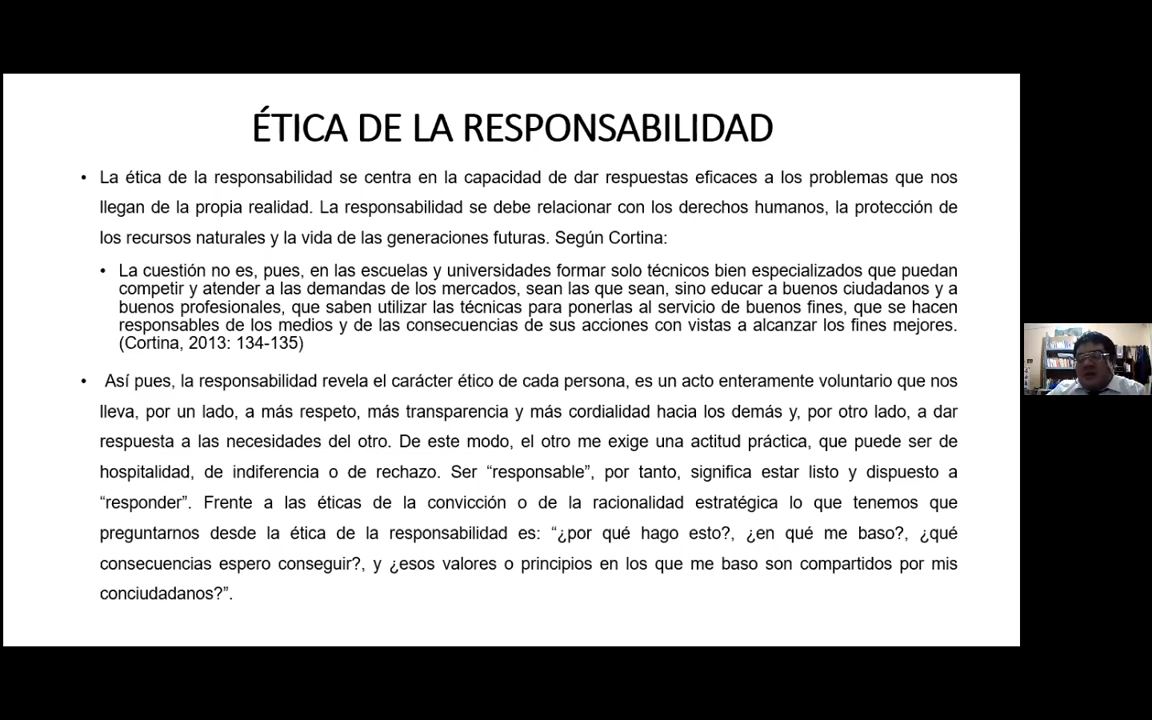 ÉTICA DE LA RESPONSABILIDAD
• La ética de la responsabilidad se centra en la capacidad de dar respuestas eficaces a los problemas que nos
llegan de la propia realidad. La responsabilidad se debe relacionar con los derechos humanos, la protección de
los recursos naturales y la vida de las generaciones futuras. Según Cortina:
• La cuestión no es, pues, en las escuelas y universidades formar solo técnicos bien especializados que puedan
competir y atender a las demandas de los mercados, sean las que sean, sino educar a buenos ciudadanos y a
buenos profesionales, que saben utilizar las técnicas para ponerlas al servicio de buenos fines, que se hacen
responsables de los medios y de las consecuencias de sus acciones con vistas a alcanzar los fines mejores.
(Cortina, 2013: 134-135)
• Así pues, la responsabilidad revela el carácter ético de cada persona, es un acto enteramente voluntario que nos
lleva, por un lado, a más respeto, más transparencia y más cordialidad hacia los demás y, por otro lado, a dar
respuesta a las necesidades del otro. De este modo, el otro me exige una actitud práctica, que puede ser de
hospitalidad, de indiferencia o de rechazo. Ser “responsable”, por tanto, significa estar listo y dispuesto a
“responder”. Frente a las éticas de la convicción o de la racionalidad estratégica lo que tenemos que
preguntarnos desde la ética de la responsabilidad es: “¿por qué hago esto?, ¿en qué me baso?, ¿qué
consecuencias espero conseguir?, y ¿esos valores o principios en los que me baso son compartidos por mis
conciudadanos?”.